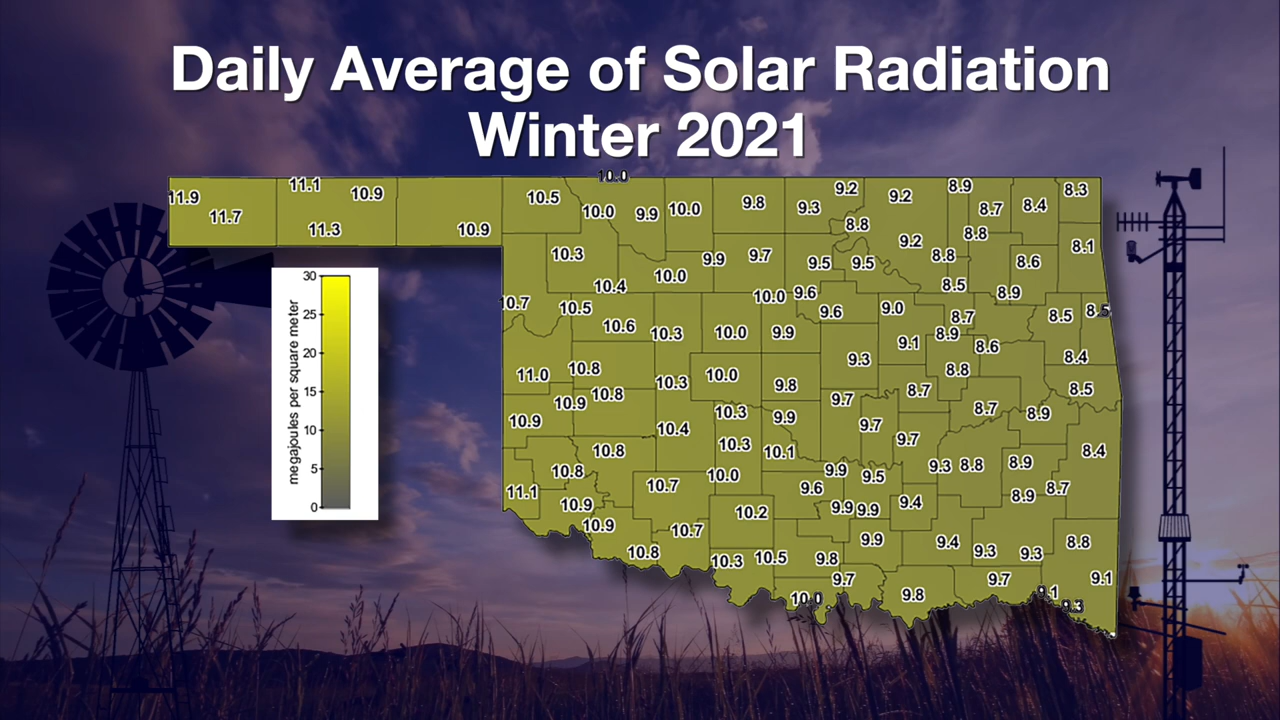 Daily Average of Solar Radiation
Winter 2021
10.0
11.9 11.1 10.9 10.5 9.2 9.2 8.9 8.3
11.7 10.0 9.9 10.0 9.8 9.3 8.7 8.4
11.3 10.9 8.8 9.2 8.8 8.1
10.3 9.9 9.7 9.5 9.5 8.8 8.6
10.4 10.0 10.0 9.6 8.5 8.9
10.7 10.5 9.6 9.0 8.7 8.5 8.5
10.6 10.3 10.0 9.9 9.1 8.9 8.6
11.0 10.8 9.3 8.8 8.4
10.8 10.3 10.0 9.8 8.7 8.5
10.9 10.3 9.7 8.7 8.9
10.9 10.4 9.9 9.7
10.8 10.3 10.1 9.7 8.4
10.8 10.0 9.9 9.5 9.3 8.8 8.9
11.1 10.7 9.6 9.4 8.9 8.7
10.9 10.2 9.9 9.9
10.9 10.7 9.9 9.4 8.8
10.8 10.3 10.5 9.8 9.3 9.3
9.7 9.7 9.1
10.0 9.8 .1
9.3
30
25
20
15
10
5
0
megajoules per square meter